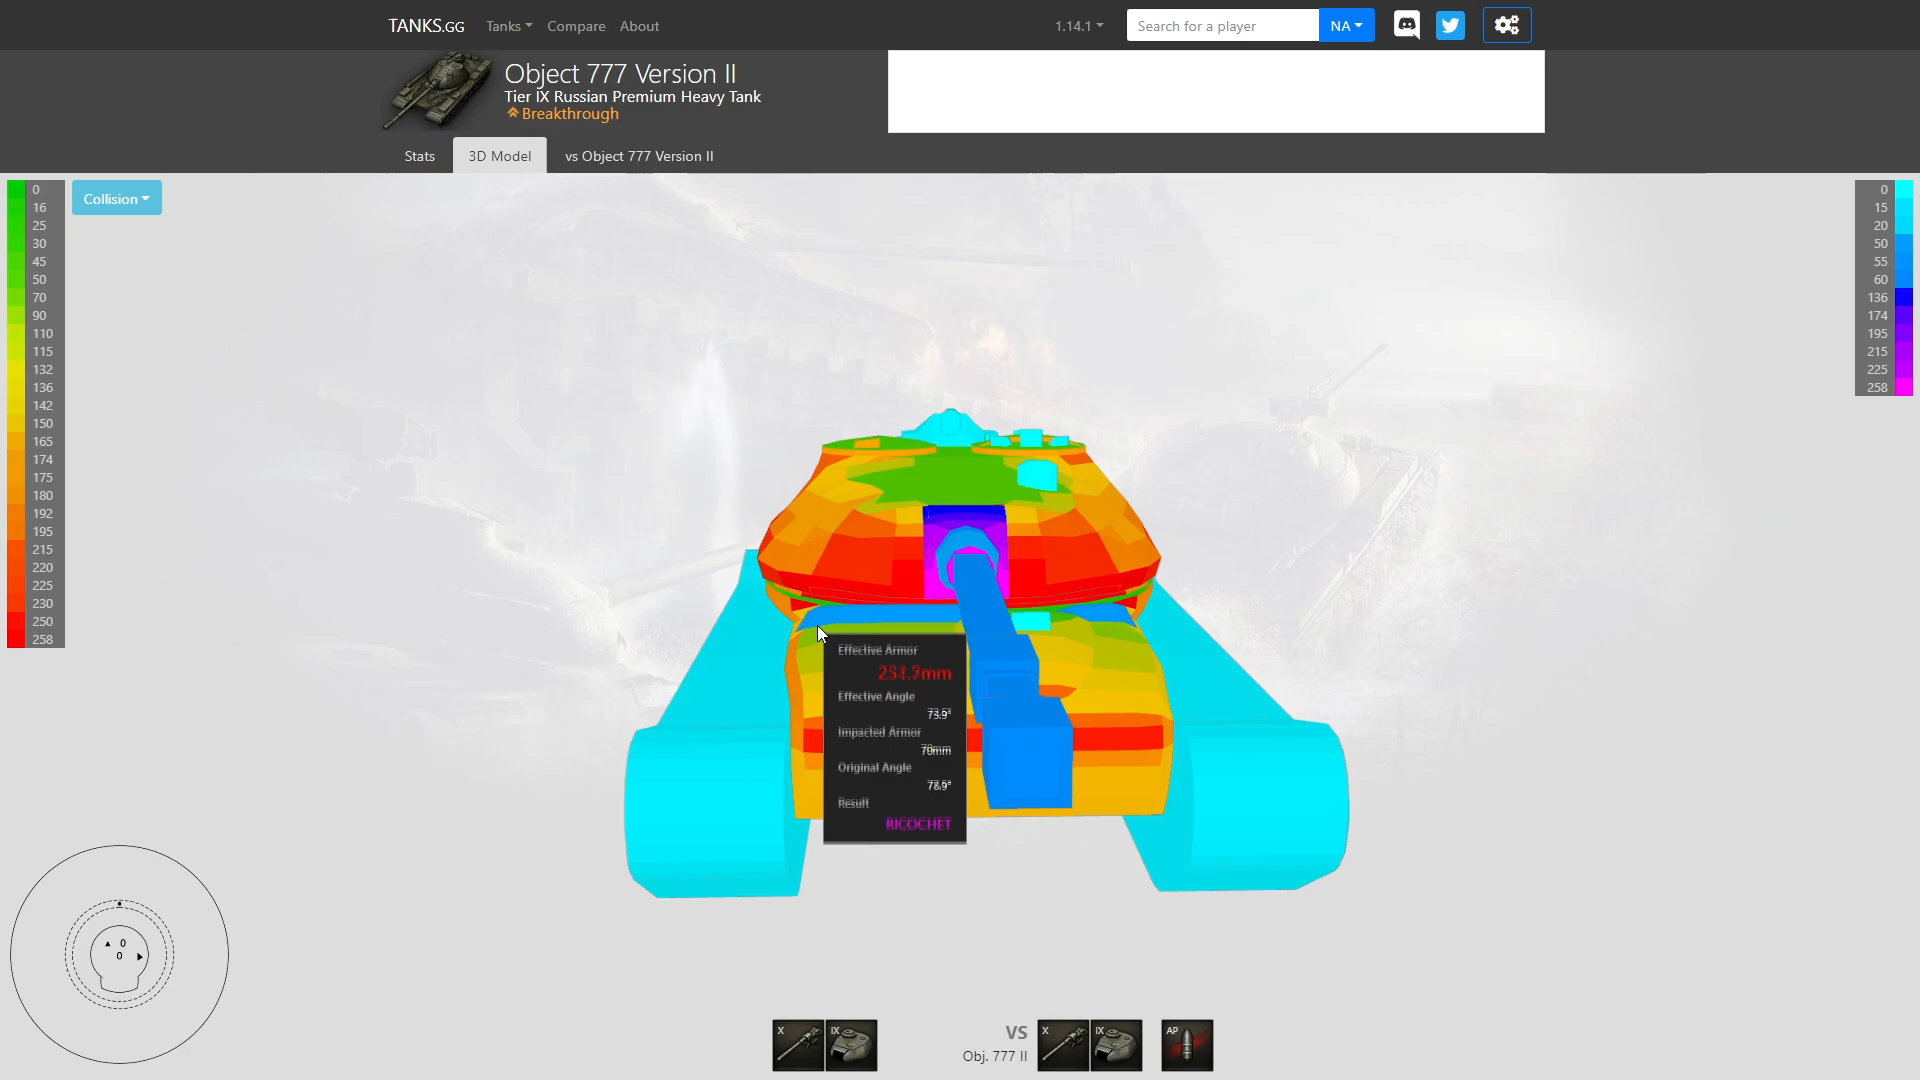 TANKS.GG Tanks Compare About 1.14.1 Search for a player NA
Object 777 Version II
Tier IX Russian Premium Heavy Tank
Breakthrough
Stats 3D Model vs Object 777 Version II
Collision
0
16
25
30
45
50
70
90
110
115
132
136
142
150
165
174
175
180
192
195
215
220
225
230
250
258
0
15
20
50
55
60
136
174
195
215
225
258
Effective Armor
Effective Angle
Impacted Armor
70mm
Original Angle
Result
RICOCHET
0
0
X IX
VS
Obj. 777 II
X IX AP